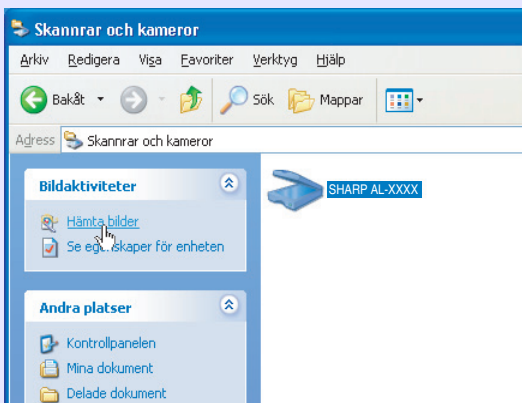 Skannrar och kameror
Arkiv Redigera Visa Favoriter Verktyg Hjälp
Bakåt Sök Mappar
Adress Skannrar och kameror
Bildaktiviteter
Hämta bilder
Se egenskaper för enheten
SHARP AL-XXXX
Andra platser
Kontrollpanelen
Mina dokument
Delade dokument